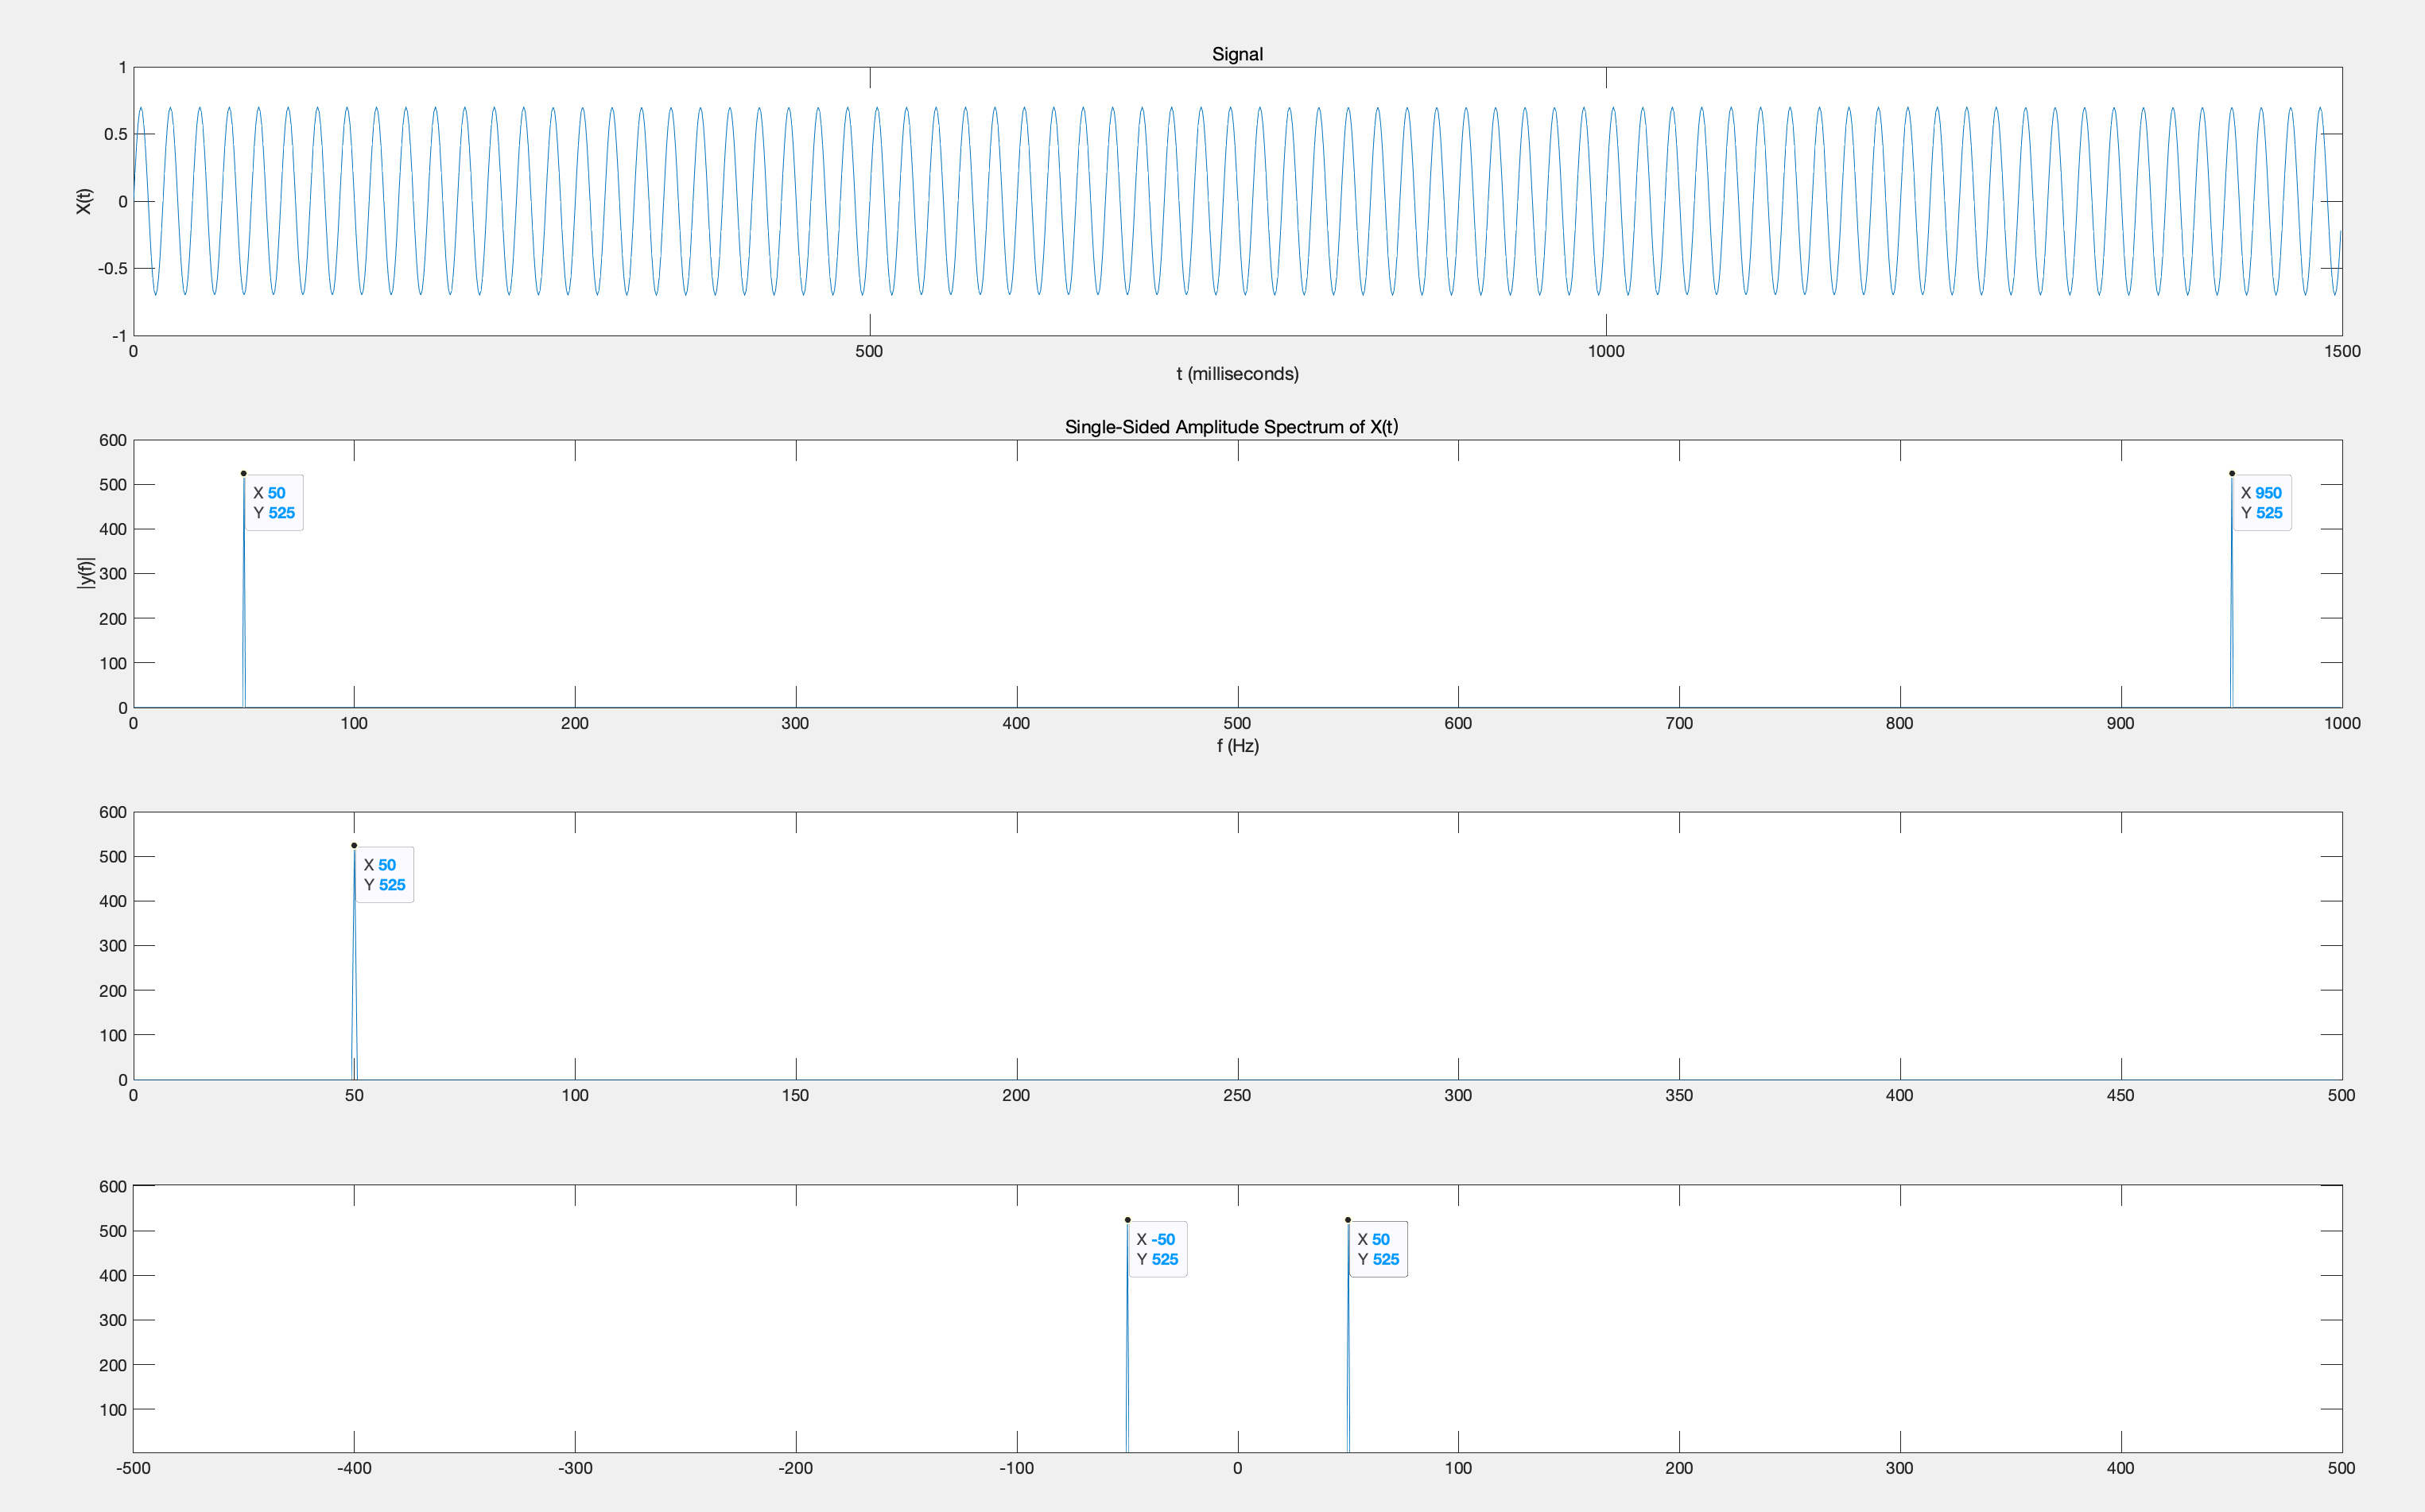 Signal
1
0.5
0
-0.5
-1
X(t)
0 500 1000 1500
t (milliseconds)
Single-Sided Amplitude Spectrum of X(t)
600
500
400
300
200
100
0
|y(f)|
X 50
Y 525
X 950
Y 525
0 100 200 300 400 500 600 700 800 900 1000
f (Hz)
600
500
400
300
200
100
0
X 50
Y 525
0 50 100 150 200 250 300 350 400 450 500
600
500
400
300
200
100
X -50
Y 525
X 50
Y 525
-500 -400 -300 -200 -100 0 100 200 300 400 500